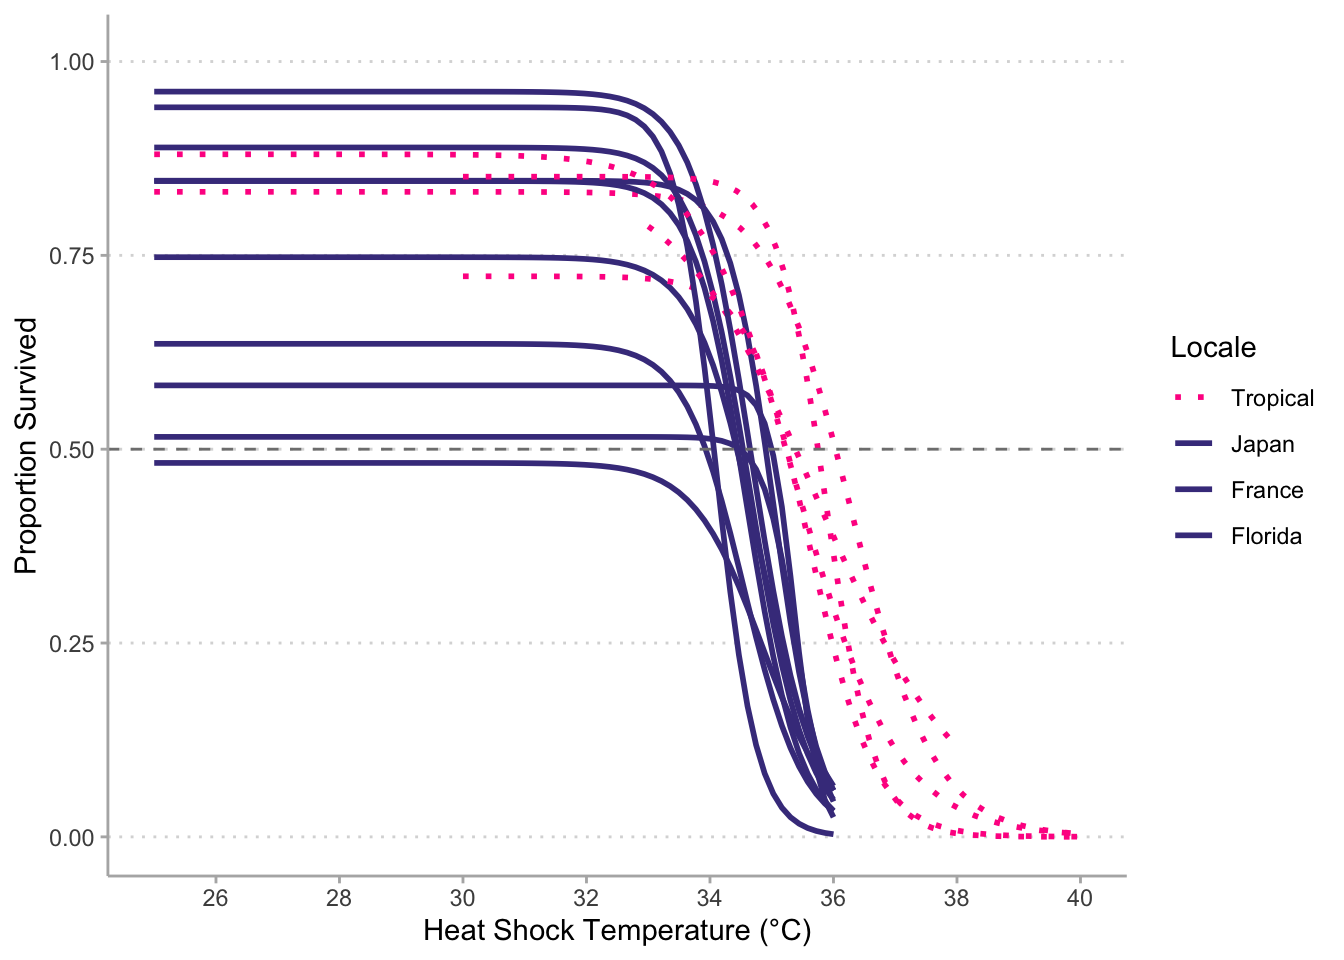 1.00
0.75
0.50
0.25
0.00
Proportion Survived
26 28 30 32 34 36 38 40
Heat Shock Temperature (°C)
Locale
Tropical
Japan
France
Florida